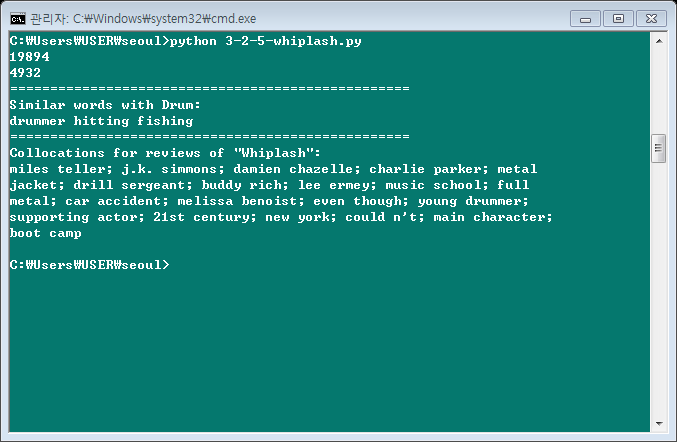 관리자: C:₩Windows₩system32₩cmd.exe
C:₩Users₩USER₩seoul>python 3-2-5-whiplash.py
19894
4932
==================================================
Similar words with Drum:
drummer hitting fishing
==================================================
Collocations for reviews of "Whiplash":
miles teller; j.k. simmons; damien chazelle; charlie parker; metal
jacket; drill sergeant; buddy rich; lee ermey; music school; full
metal; car accident; melissa benoist; even though; young drummer;
supporting actor; 21st century; new york; could n't; main character;
boot camp
C:₩Users₩USER₩seoul>